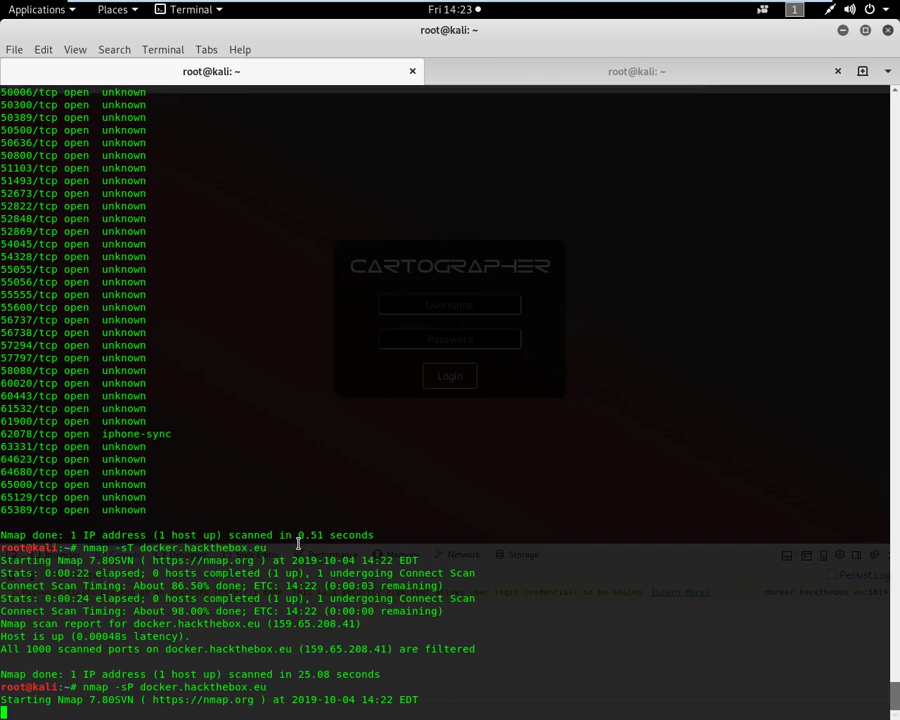 Applications Places Terminal Fri 14:23 1
root@kali: ~
File Edit View Search Terminal Tabs Help
root@kali: ~ root@kali: ~
50006/tcp open unknown
50300/tcp open unknown
50389/tcp open unknown
50500/tcp open unknown
50636/tcp open unknown
50800/tcp open unknown
51103/tcp open unknown
51493/tcp open unknown
52673/tcp open unknown
52822/tcp open unknown
52848/tcp open unknown
52869/tcp open unknown
54045/tcp open unknown
54328/tcp open unknown
55055/tcp open unknown
55056/tcp open unknown
55555/tcp open unknown
55600/tcp open unknown
56737/tcp open unknown
56738/tcp open unknown
57294/tcp open unknown
57797/tcp open unknown
58080/tcp open unknown
60020/tcp open unknown
60443/tcp open unknown
61532/tcp open unknown
61900/tcp open unknown
62078/tcp open iphone-sync
63331/tcp open unknown
64623/tcp open unknown
64680/tcp open unknown
65000/tcp open unknown
65129/tcp open unknown
65389/tcp open unknown
CARTOGRAPHER
Username
Password
Login
Nmap done: 1 IP address (1 host up) scanned in 0.51 seconds
root@kali:~# nmap -sT docker.hackthebox.eu
Memory Network Storage
Starting Nmap 7.80SVN ( https://nmap.org ) at 2019-10-04 14:22 EDT
Stats: 0:00:22 elapsed; 0 hosts completed (1 up), 1 undergoing Connect Scan
Persist Log
Connect Scan Timing: About 86.50% done; ETC: 14:22 (0:00:03 remaining)
user login credentials to be stolen. [Learn More]
Stats: 0:00:24 elapsed; 0 hosts completed (1 up), 1 undergoing Connect Scan
Connect Scan Timing: About 98.00% done; ETC: 14:22 (0:00:00 remaining)
Nmap scan report for docker.hackthebox.eu (159.65.208.41)
Host is up (0.00048s latency).
All 1000 scanned ports on docker.hackthebox.eu (159.65.208.41) are filtered
Nmap done: 1 IP address (1 host up) scanned in 25.08 seconds
root@kali:~# nmap -sP docker.hackthebox.eu
Starting Nmap 7.80SVN ( https://nmap.org ) at 2019-10-04 14:22 EDT